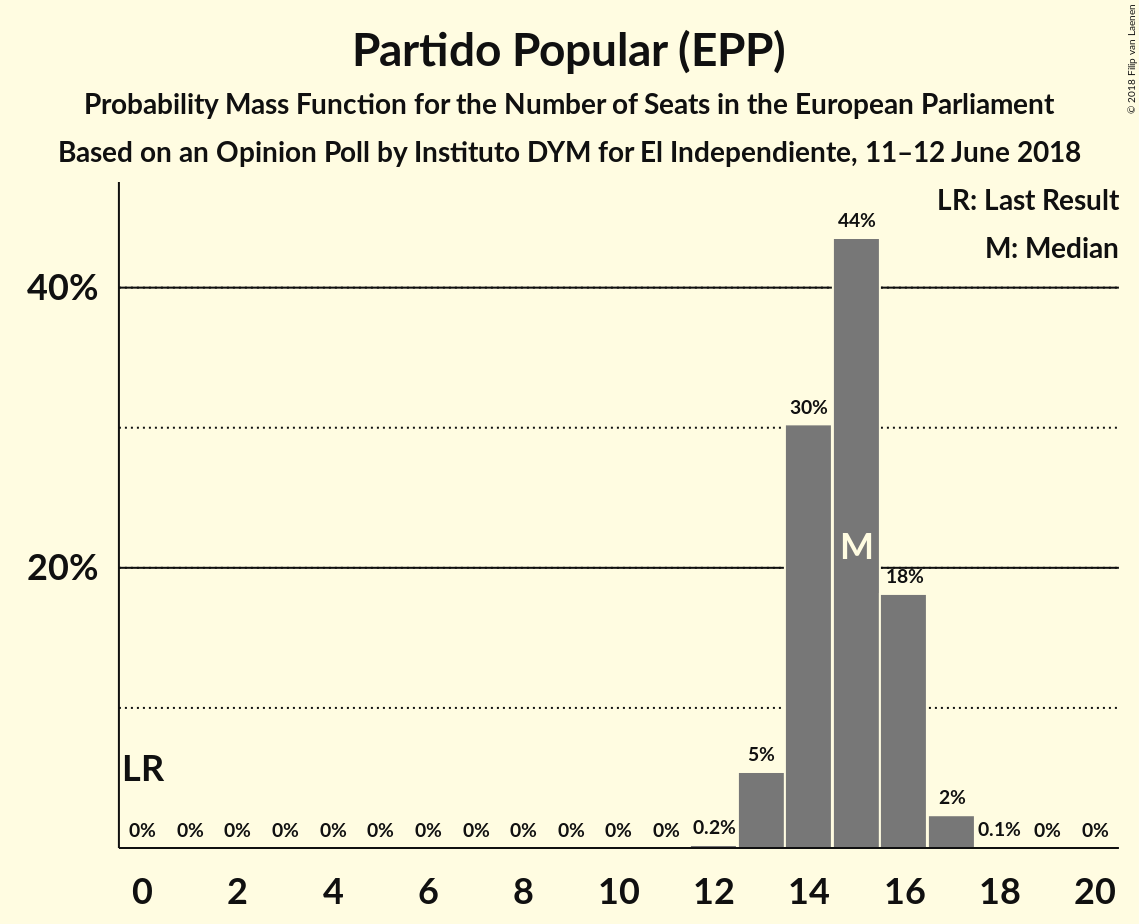 Partido Popular (EPP)
Probability Mass Function for the Number of Seats in the European Parliament
Based on an Opinion Poll by Instituto DYM for El Independiente, 11–12 June 2018
© 2018 Filip van Laenen
LR: Last Result
M: Median
40%
20%
LR
0% 0% 0% 0% 0% 0% 0% 0% 0% 0% 0% 0% 0.2% 5% 30% 44% 18% 2% 0.1% 0% 0%
M
0 2 4 6 8 10 12 14 16 18 20